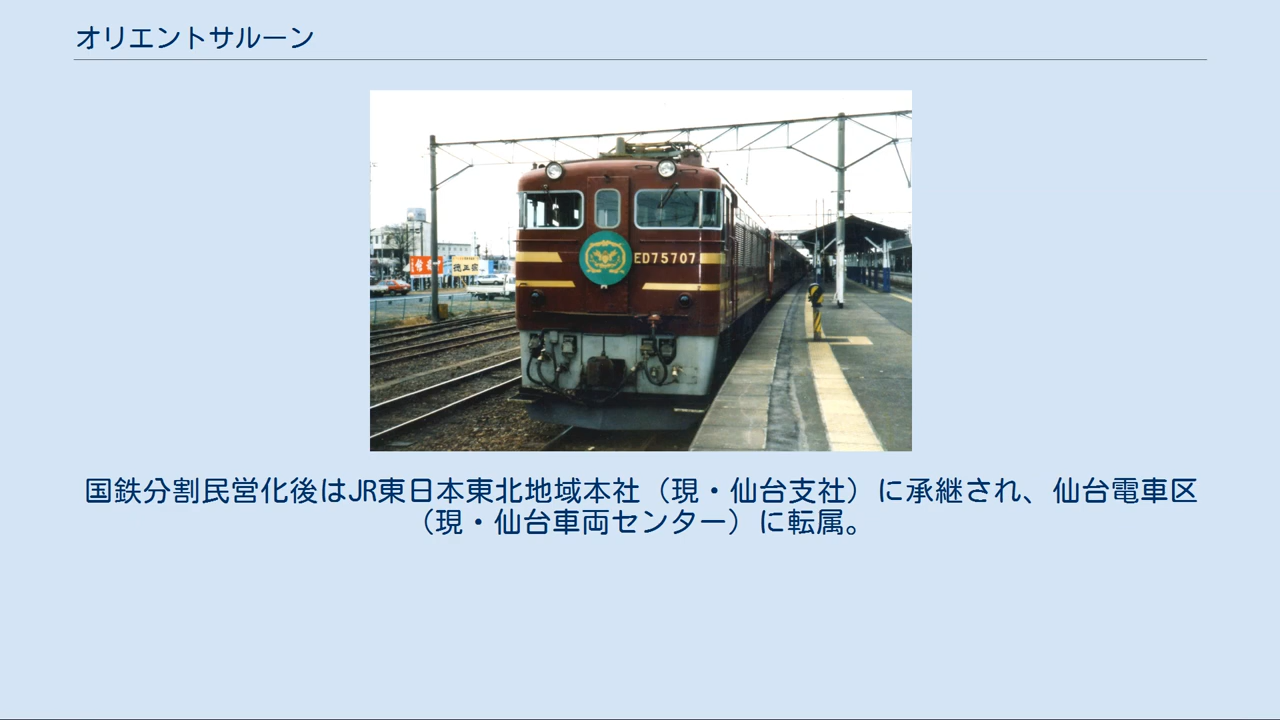 オリエントサルーン
ED75707
国鉄分割民営化後はJR東日本東北地域本社（現・仙台支社）に承継され、仙台電車区
（現・仙台車両センター）に転属。